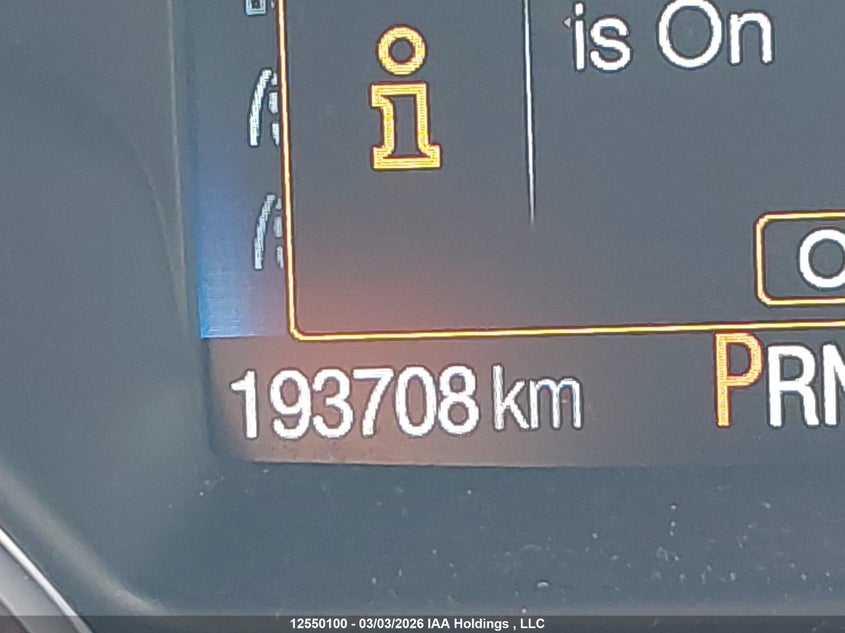 is On
193708 km
PRN
12550100 - 03/03/2026 IAA Holdings , LLC